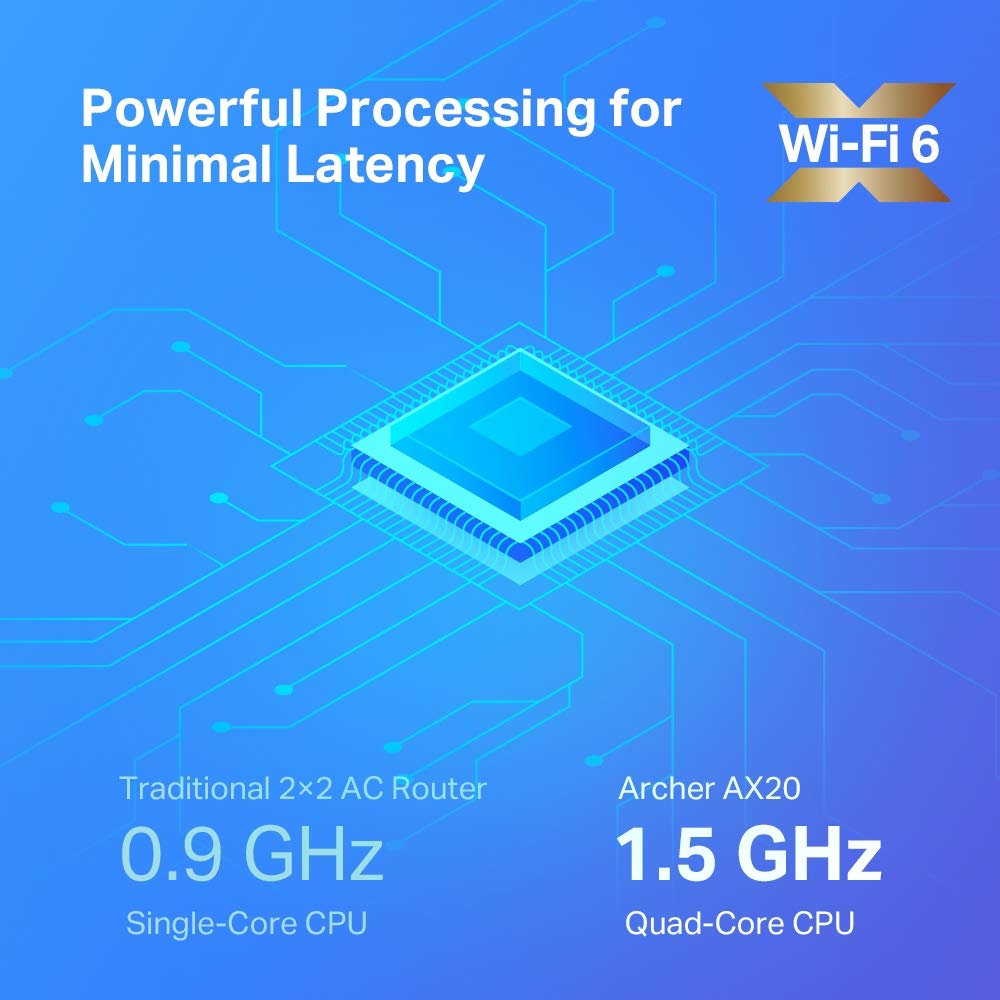 Powerful Processing for
Minimal Latency
Wi-Fi 6
Traditional 2×2 AC Router
0.9 GHz
Single-Core CPU
Archer AX20
1.5 GHz
Quad-Core CPU